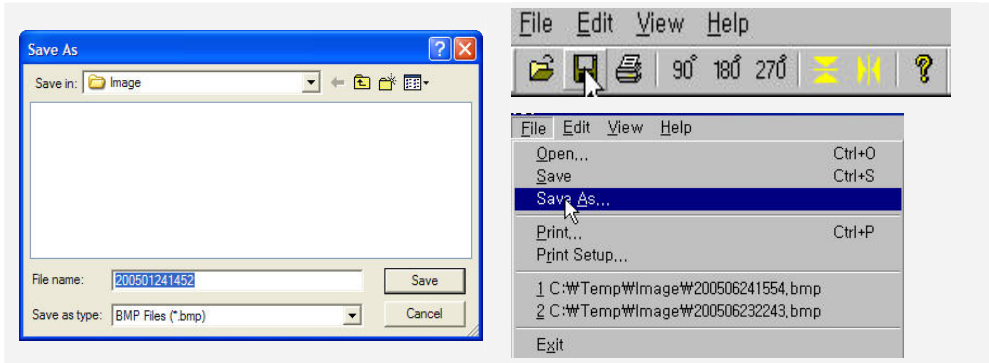 Save As
Save in: Image
File name: 200501241452 Save
Save as type: BMP Files (*.bmp) Cancel
File Edit View Help
90° 180° 270°
File Edit View Help
Open... Ctrl+O
Save Ctrl+S
Save As...
Print... Ctrl+P
Print Setup...
1 C:₩Temp₩Image₩200506241554.bmp
2 C:₩Temp₩Image₩200506232243.bmp
Exit